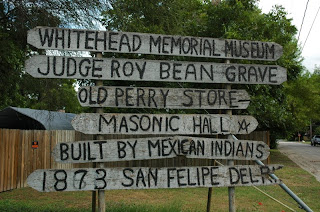 WHITEHEAD MEMORIAL MUSEUM
JUDGE ROY BEAN GRAVE
OLD PERRY STORE
MASONIC HALL
BUILT BY MEXICAN INDIANS
1873 SAN FELIPE DEL R